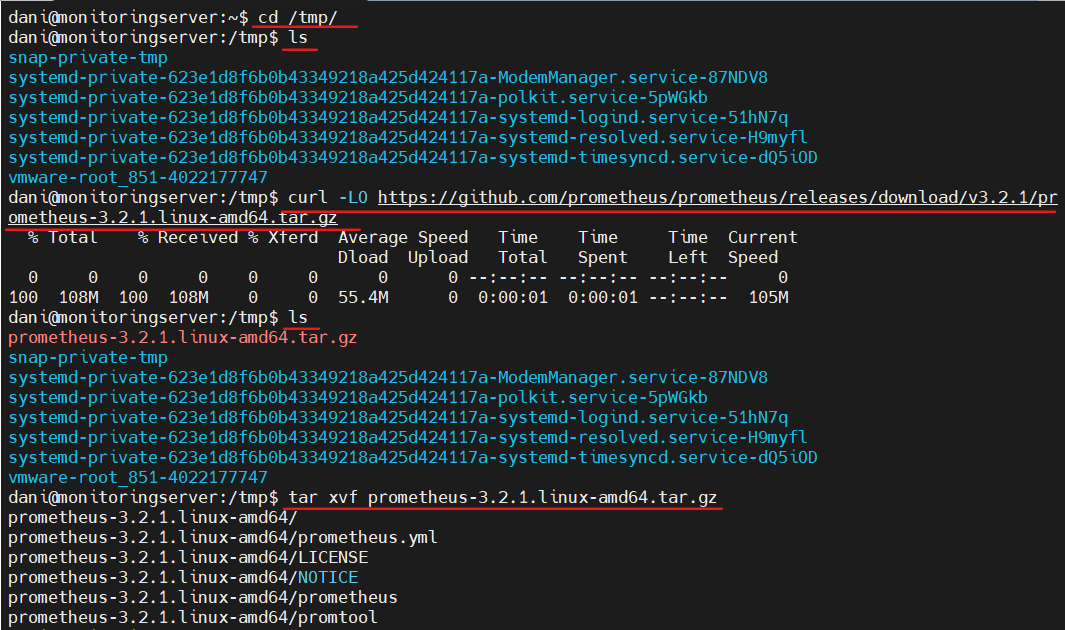 dani@monitoringserver:~$ cd /tmp/
dani@monitoringserver:/tmp$ ls
snap-private-tmp
systemd-private-623e1d8f6b0b43349218a425d424117a-ModemManager.service-87NDV8
systemd-private-623e1d8f6b0b43349218a425d424117a-polkit.service-5pWGkb
systemd-private-623e1d8f6b0b43349218a425d424117a-systemd-logind.service-51hN7q
systemd-private-623e1d8f6b0b43349218a425d424117a-systemd-resolved.service-H9myfl
systemd-private-623e1d8f6b0b43349218a425d424117a-systemd-timesyncd.service-dQ5iOD
vmware-root_851-4022177747
dani@monitoringserver:/tmp$ curl -LO https://github.com/prometheus/prometheus/releases/download/v3.2.1/pr
ometheus-3.2.1.linux-amd64.tar.gz
  % Total    % Received % Xferd  Average Speed   Time    Time     Time  Current
                                 Dload  Upload   Total   Spent    Left  Speed
  0     0    0     0    0     0      0      0 --:--:-- --:--:-- --:--:--     0
100  108M  100  108M    0     0  55.4M      0  0:00:01  0:00:01 --:--:--  105M
dani@monitoringserver:/tmp$ ls
prometheus-3.2.1.linux-amd64.tar.gz
snap-private-tmp
systemd-private-623e1d8f6b0b43349218a425d424117a-ModemManager.service-87NDV8
systemd-private-623e1d8f6b0b43349218a425d424117a-polkit.service-5pWGkb
systemd-private-623e1d8f6b0b43349218a425d424117a-systemd-logind.service-51hN7q
systemd-private-623e1d8f6b0b43349218a425d424117a-systemd-resolved.service-H9myfl
systemd-private-623e1d8f6b0b43349218a425d424117a-systemd-timesyncd.service-dQ5iOD
vmware-root_851-4022177747
dani@monitoringserver:/tmp$ tar xvf prometheus-3.2.1.linux-amd64.tar.gz
prometheus-3.2.1.linux-amd64/
prometheus-3.2.1.linux-amd64/prometheus.yml
prometheus-3.2.1.linux-amd64/LICENSE
prometheus-3.2.1.linux-amd64/NOTICE
prometheus-3.2.1.linux-amd64/prometheus
prometheus-3.2.1.linux-amd64/promtool